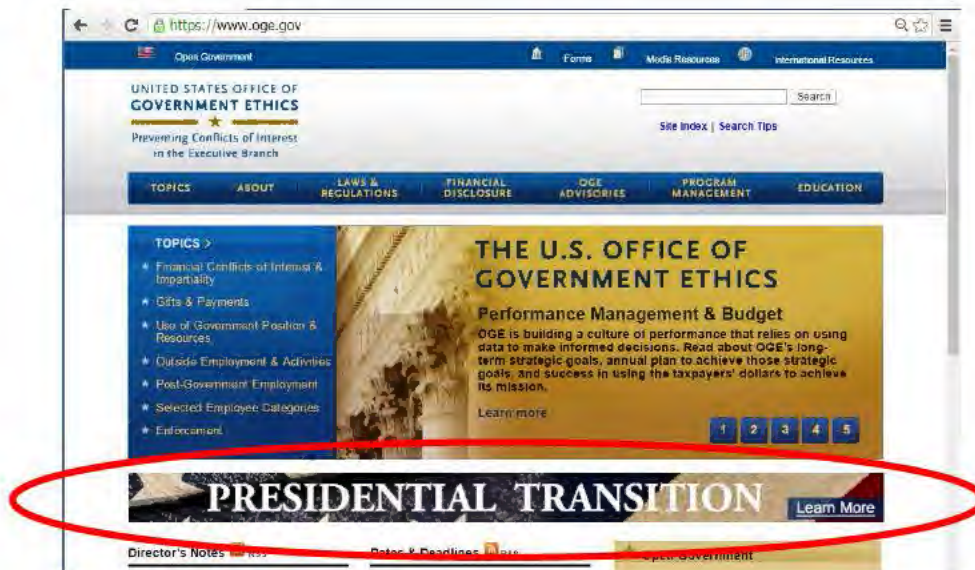 https://www.oge.gov
Open Government
Forms
Media Resources
International Resources
UNITED STATES OFFICE OF
GOVERNMENT ETHICS
Preventing Conflicts of Interest
in the Executive Branch
Search
Site Index | Search Tips
TOPICS
ABOUT
LAWS &
REGULATIONS
FINANCIAL
DISCLOSURE
OGE
ADVISORIES
PROGRAM
MANAGEMENT
EDUCATION
TOPICS >
Financial Conflicts of Interest &
Impartiality
Gifts & Payments
Use of Government Position &
Resources
Outside Employment & Activities
Post-Government Employment
Selected Employee Categories
Enforcement
THE U.S. OFFICE OF
GOVERNMENT ETHICS
Performance Management & Budget
OGE is building a culture of performance that relies on using
data to make informed decisions. Read about OGE's long-
term strategic goals, annual plan to achieve those strategic
goals, and success in using the taxpayers' dollars to achieve
its mission.
Learn more
1 2 3 4 5
PRESIDENTIAL TRANSITION
Learn More
Director's Notes RSS
Dates & Deadlines RSS
Open Government